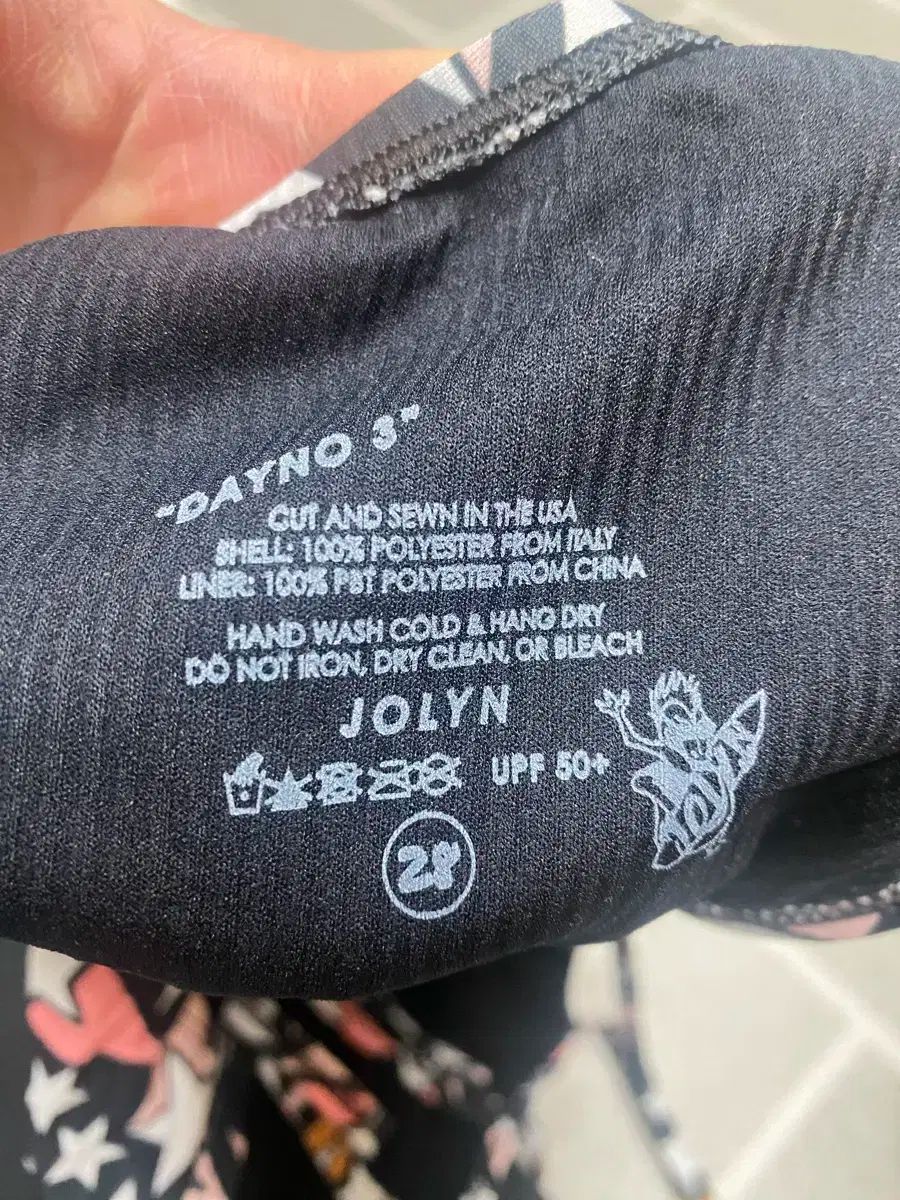 "DAYNO 3"
CUT AND SEWN IN THE USA
SHELL: 100% POLYESTER FROM ITALY
LINER: 100% PBT POLYESTER FROM CHINA
HAND WASH COLD & HANG DRY
DO NOT IRON, DRY CLEAN, OR BLEACH
JOLYN
UPF 50+
JOLYN
28